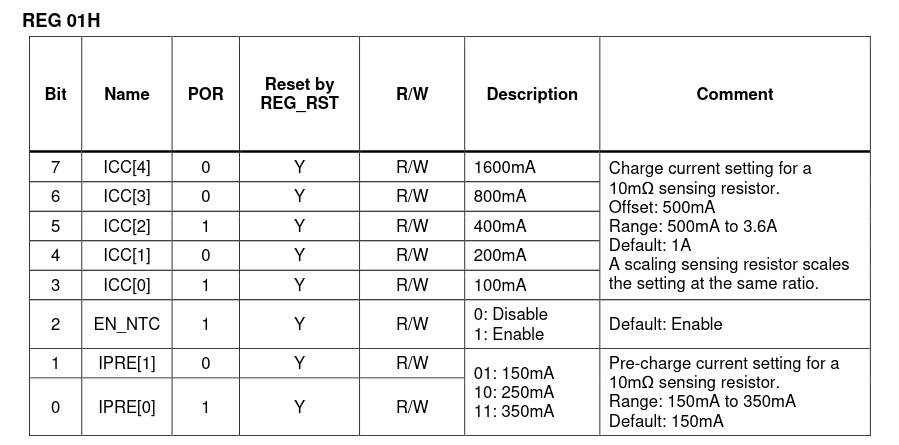 REG 01H
Bit Name POR Reset by REG_RST R/W Description Comment
7 ICC[4] 0 Y R/W 1600mA Charge current setting for a
10mΩ sensing resistor.
6 ICC[3] 0 Y R/W 800mA
Offset: 500mA
5 ICC[2] 1 Y R/W 400mA Range: 500mA to 3.6A
Default: 1A
4 ICC[1] 0 Y R/W 200mA
A scaling sensing resistor scales
3 ICC[0] 1 Y R/W 100mA the setting at the same ratio.
2 EN_NTC 1 Y R/W 0: Disable
1: Enable
Default: Enable
1 IPRE[1] 0 Y R/W
0 IPRE[0] 1 Y R/W
01: 150mA
10: 250mA
11: 350mA
Pre-charge current setting for a
10mΩ sensing resistor.
Range: 150mA to 350mA
Default: 150mA